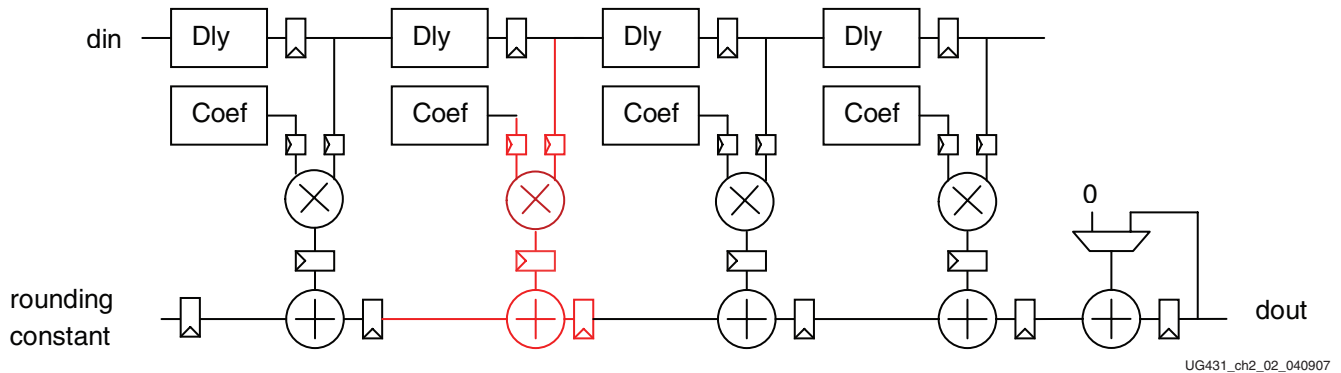 din Dly Dly Dly Dly
Coef Coef Coef Coef
0
rounding
constant
dout
UG431_ch2_02_040907